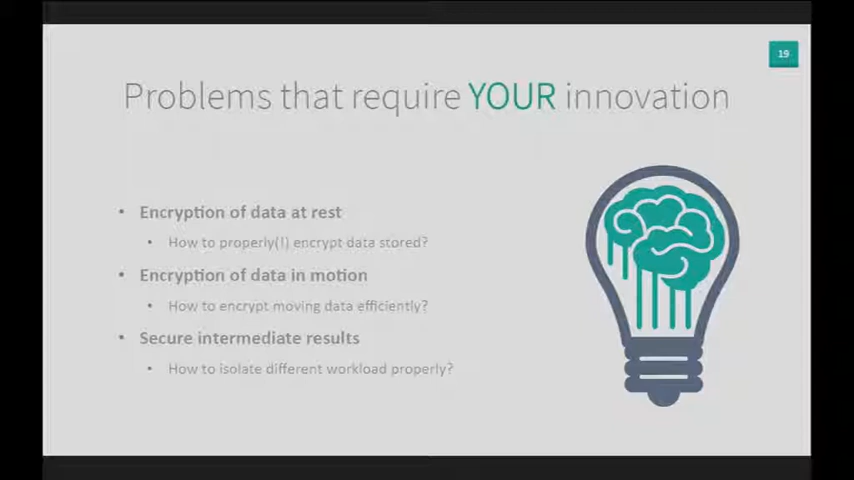 19
Problems that require YOUR innovation
• Encryption of data at rest
• How to properly(!) encrypt data stored?
• Encryption of data in motion
• How to encrypt moving data efficiently?
• Secure intermediate results
• How to isolate different workload properly?